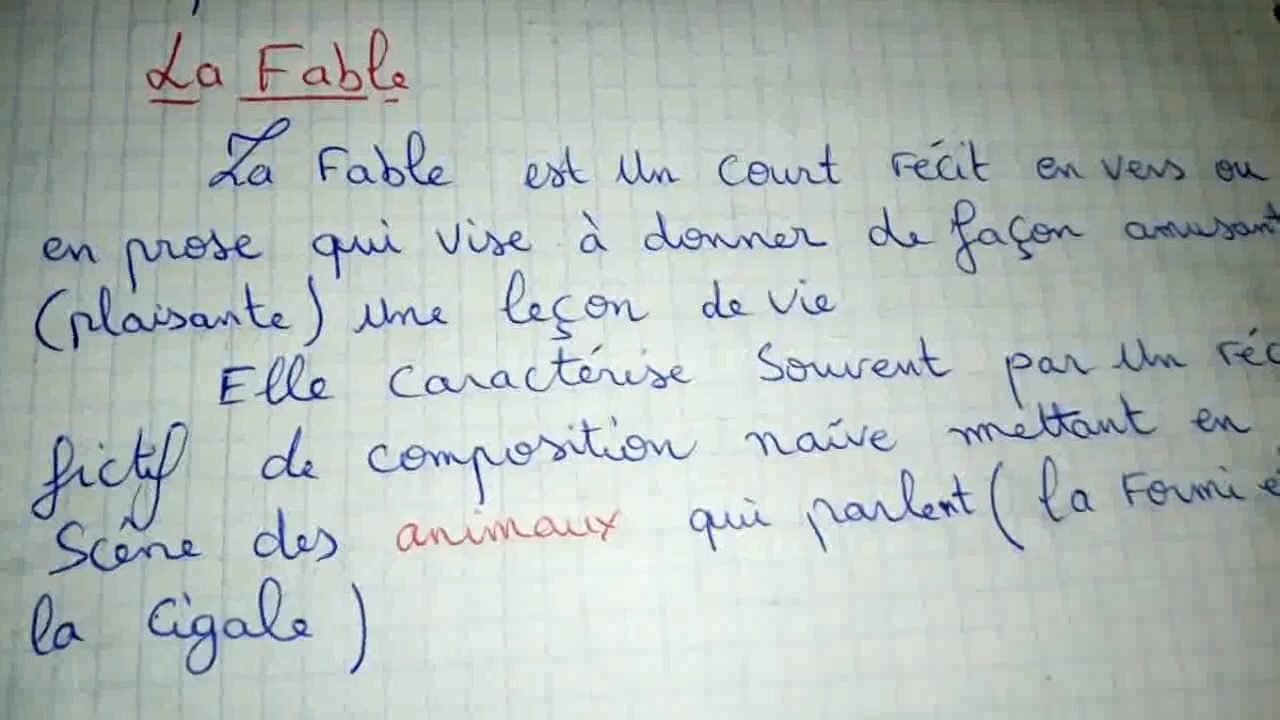 La Fable
La Fable est un court récit en vers ou
en prose qui vise à donner de façon amusant
(plaisante) une leçon de vie
Elle caractérise souvent par un réc
fictif de composition naïve mettant en
Scêne des animaux qui parlent (la Formi e
la Cigale)